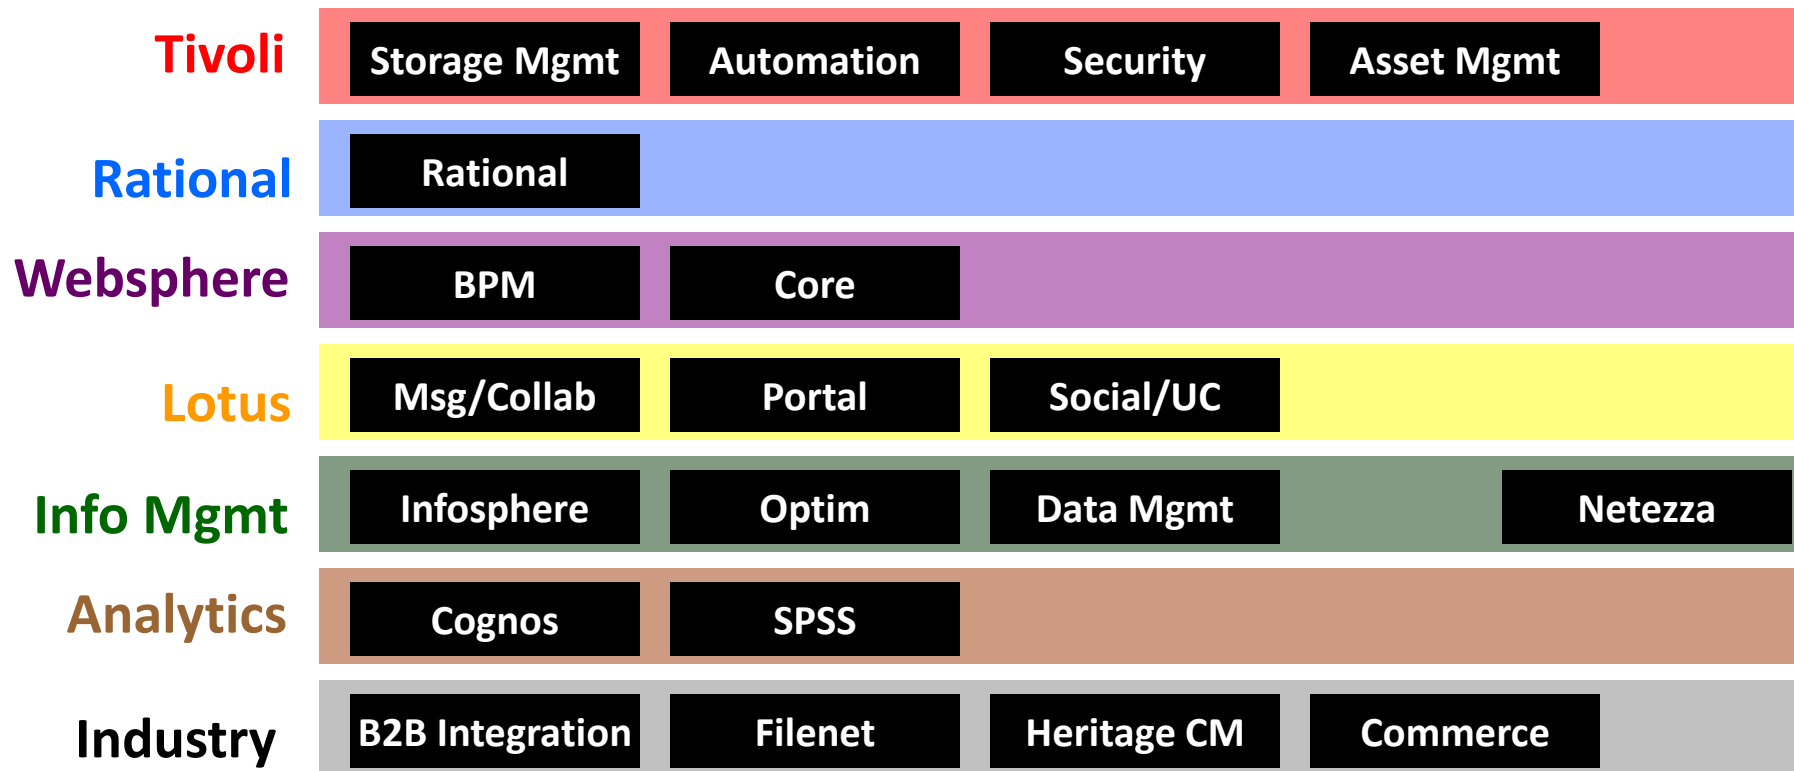 Tivoli
Storage Mgmt
Automation
Security
Asset Mgmt
Rational
Rational
Websphere
BPM
Core
Lotus
Msg/Collab
Portal
Social/UC
Info Mgmt
Infosphere
Optim
Data Mgmt
Netezza
Analytics
Cognos
SPSS
Industry
B2B Integration
Filenet
Heritage CM
Commerce